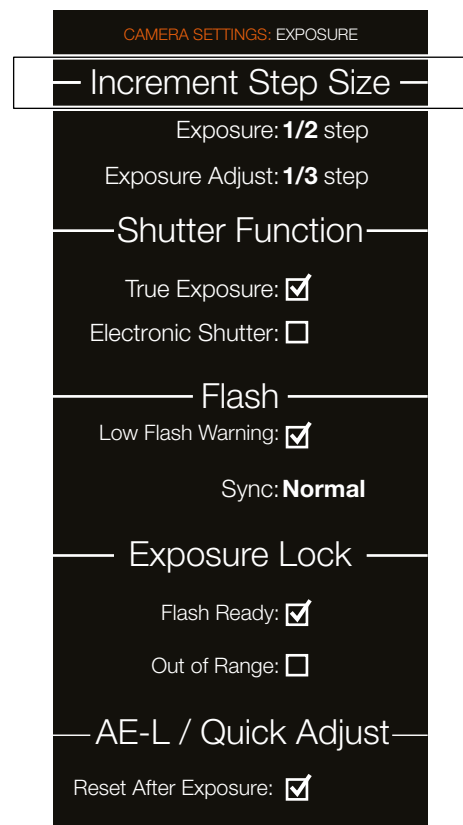 CAMERA SETTINGS: EXPOSURE
Increment Step Size
Exposure: 1/2 step
Exposure Adjust: 1/3 step
Shutter Function
True Exposure:
Electronic Shutter:
Flash
Low Flash Warning:
Sync: Normal
Exposure Lock
Flash Ready:
Out of Range:
AE-L / Quick Adjust
Reset After Exposure: